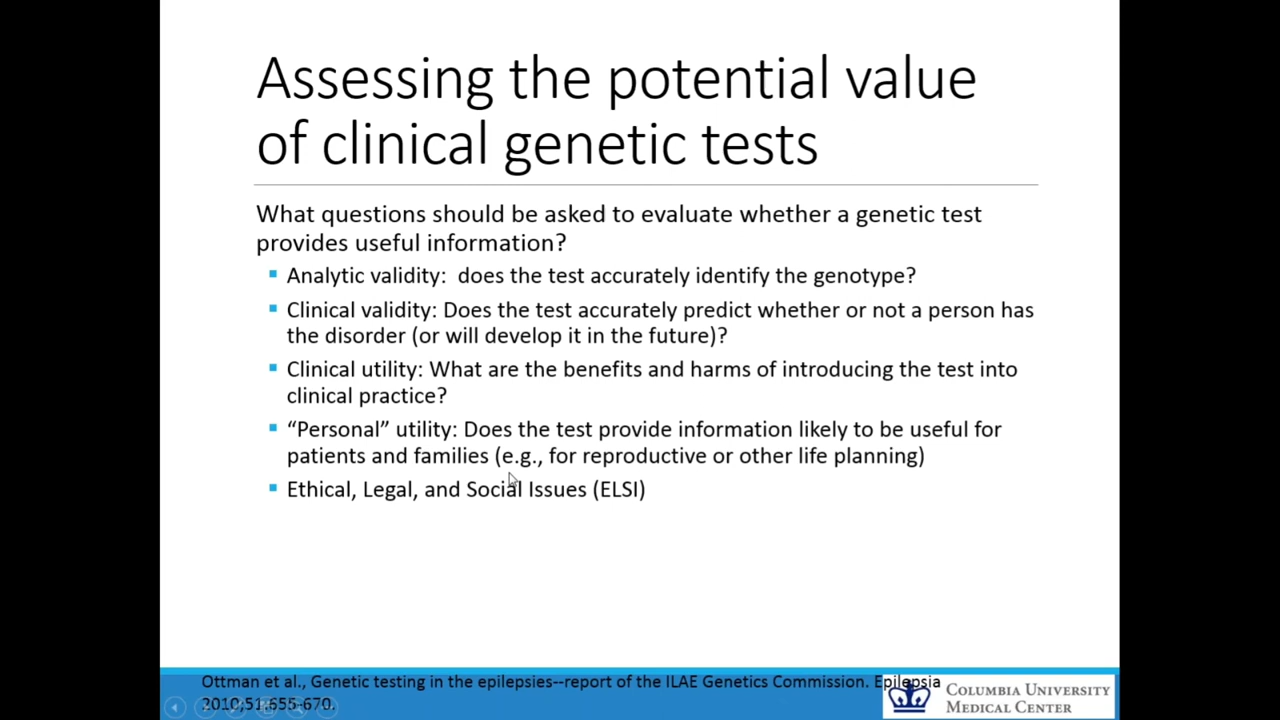 Assessing the potential value
of clinical genetic tests
What questions should be asked to evaluate whether a genetic test
provides useful information?
Analytic validity:  does the test accurately identify the genotype?
Clinical validity: Does the test accurately predict whether or not a person has
the disorder (or will develop it in the future)?
Clinical utility: What are the benefits and harms of introducing the test into
clinical practice?
“Personal” utility: Does the test provide information likely to be useful for
patients and families (e.g., for reproductive or other life planning)
Ethical, Legal, and Social Issues (ELSI)
Ottman et al., Genetic testing in the epilepsies--report of the ILAE Genetics Commission. Epilepsia
2010;51:655-670.
COLUMBIA UNIVERSITY
MEDICAL CENTER